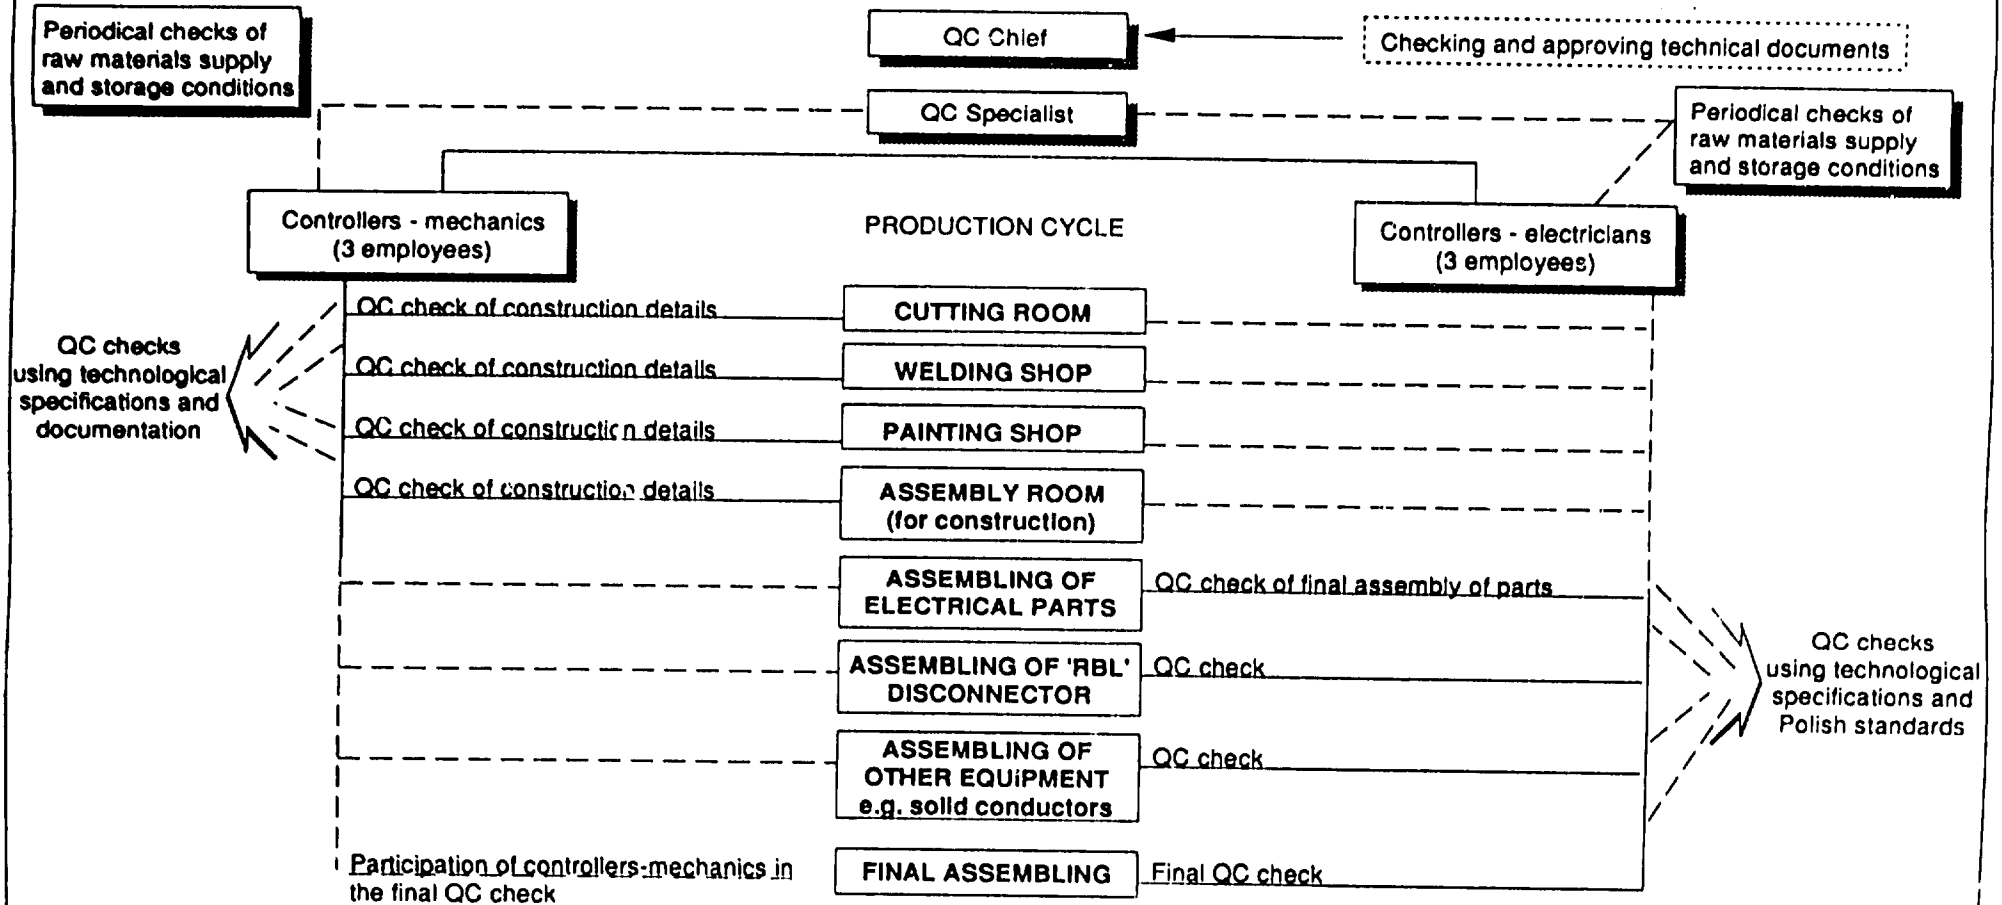 Periodical checks of
raw materials supply
and storage conditions
QC Chief
Checking and approving technical documents
QC Specialist
Periodical checks of
raw materials supply
and storage conditions
Controllers - mechanics
(3 employees)
PRODUCTION CYCLE
Controllers - electricians
(3 employees)
QC check of construction details
CUTTING ROOM
QC checks
using technological
specifications and
documentation
QC check of construction details
WELDING SHOP
QC check of construction details
PAINTING SHOP
QC check of construction details
ASSEMBLY ROOM
(for construction)
ASSEMBLING OF
ELECTRICAL PARTS
QC check of final assembly of parts
ASSEMBLING OF 'RBL'
DISCONNECTOR
QC check
QC checks
using technological
specifications and
Polish standards
ASSEMBLING OF
OTHER EQUIPMENT
e.g. solid conductors
QC check
Participation of controllers-mechanics in
the final QC check
FINAL ASSEMBLING
Final QC check